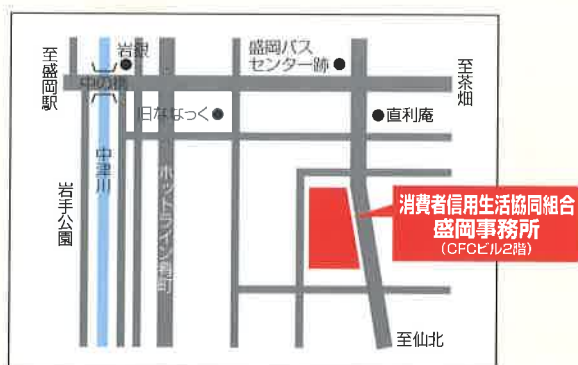 至盛岡駅
岩銀
中の橋
盛岡バス
センター跡
至茶畑
旧ななっく
直利庵
中津川
岩手公園
ホットライン肴町
消費者信用生活協同組合
盛岡事務所
(CFCビル2階)
至仙北